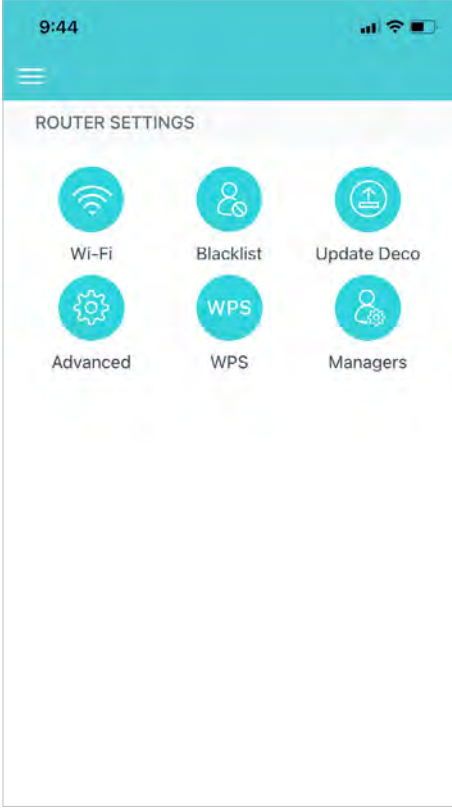 9:44
ROUTER SETTINGS
Wi-Fi Blacklist Update Deco
WPS
Advanced WPS Managers